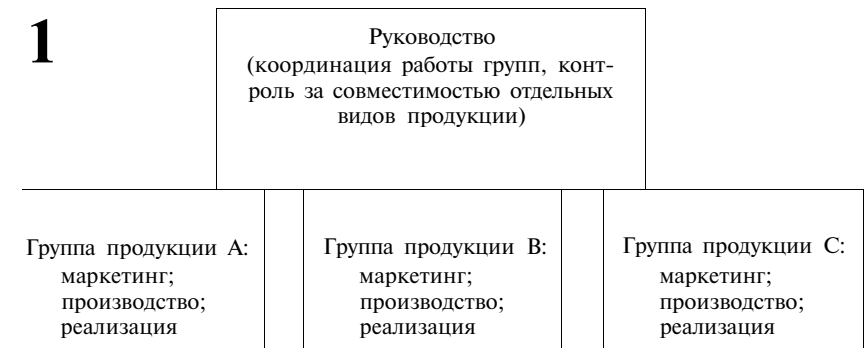 1
Руководство
(координация работы групп, конт-
роль за совместимостью отдельных
видов продукции)
Группа продукции А:
маркетинг;
производство;
реализация
Группа продукции В:
маркетинг;
производство;
реализация
Группа продукции С:
маркетинг;
производство;
реализация